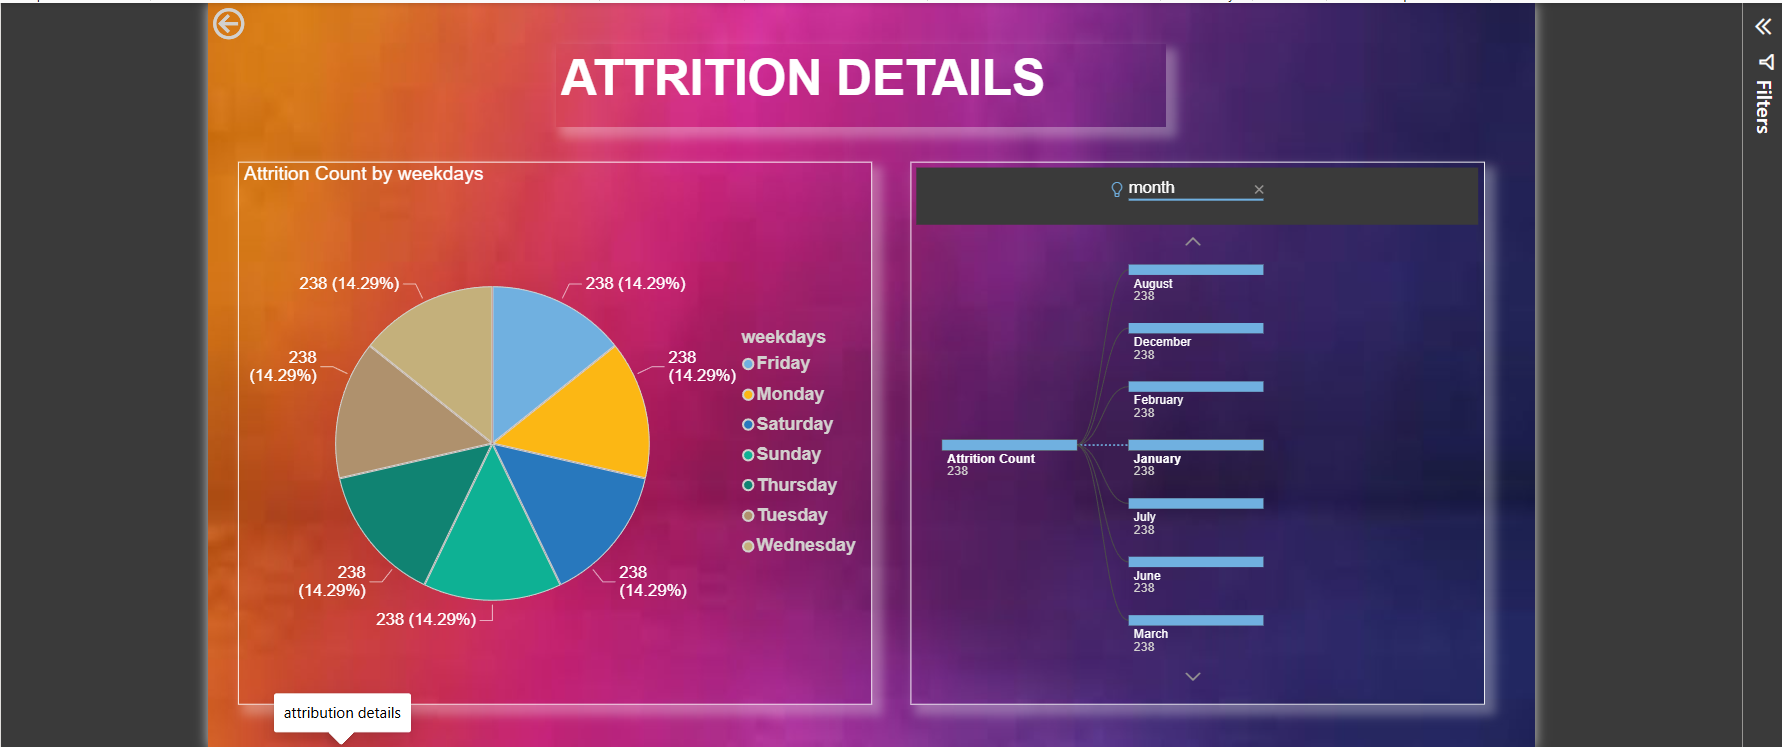 ATTRITION DETAILS
Attrition Count by weekdays
238 (14.29%)
238 (14.29%)
238
(14.29%)
238
(14.29%)
238
(14.29%)
238
(14.29%)
238 (14.29%)
weekdays
Friday
Monday
Saturday
Sunday
Thursday
Tuesday
Wednesday
month
Attrition Count
238
August
238
December
238
February
238
January
238
July
238
June
238
March
238
attribution details
Filters